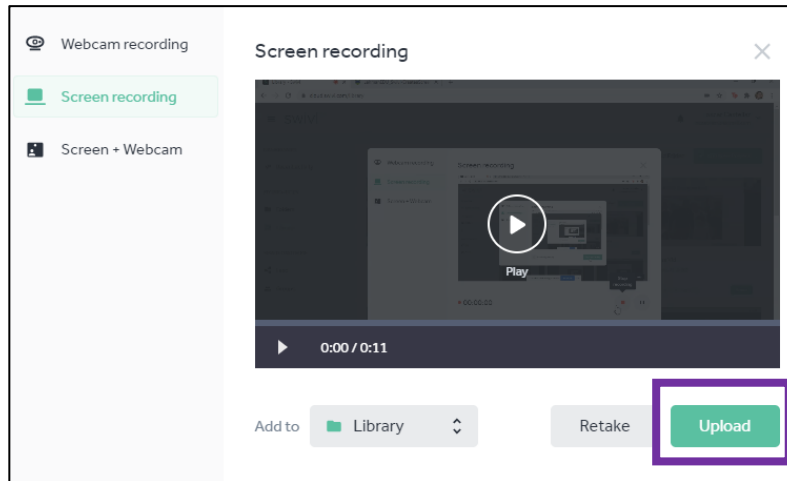 Webcam recording
Screen recording
Screen + Webcam
Screen recording
Play
0:00 / 0:11
Add to
Library
Retake
Upload